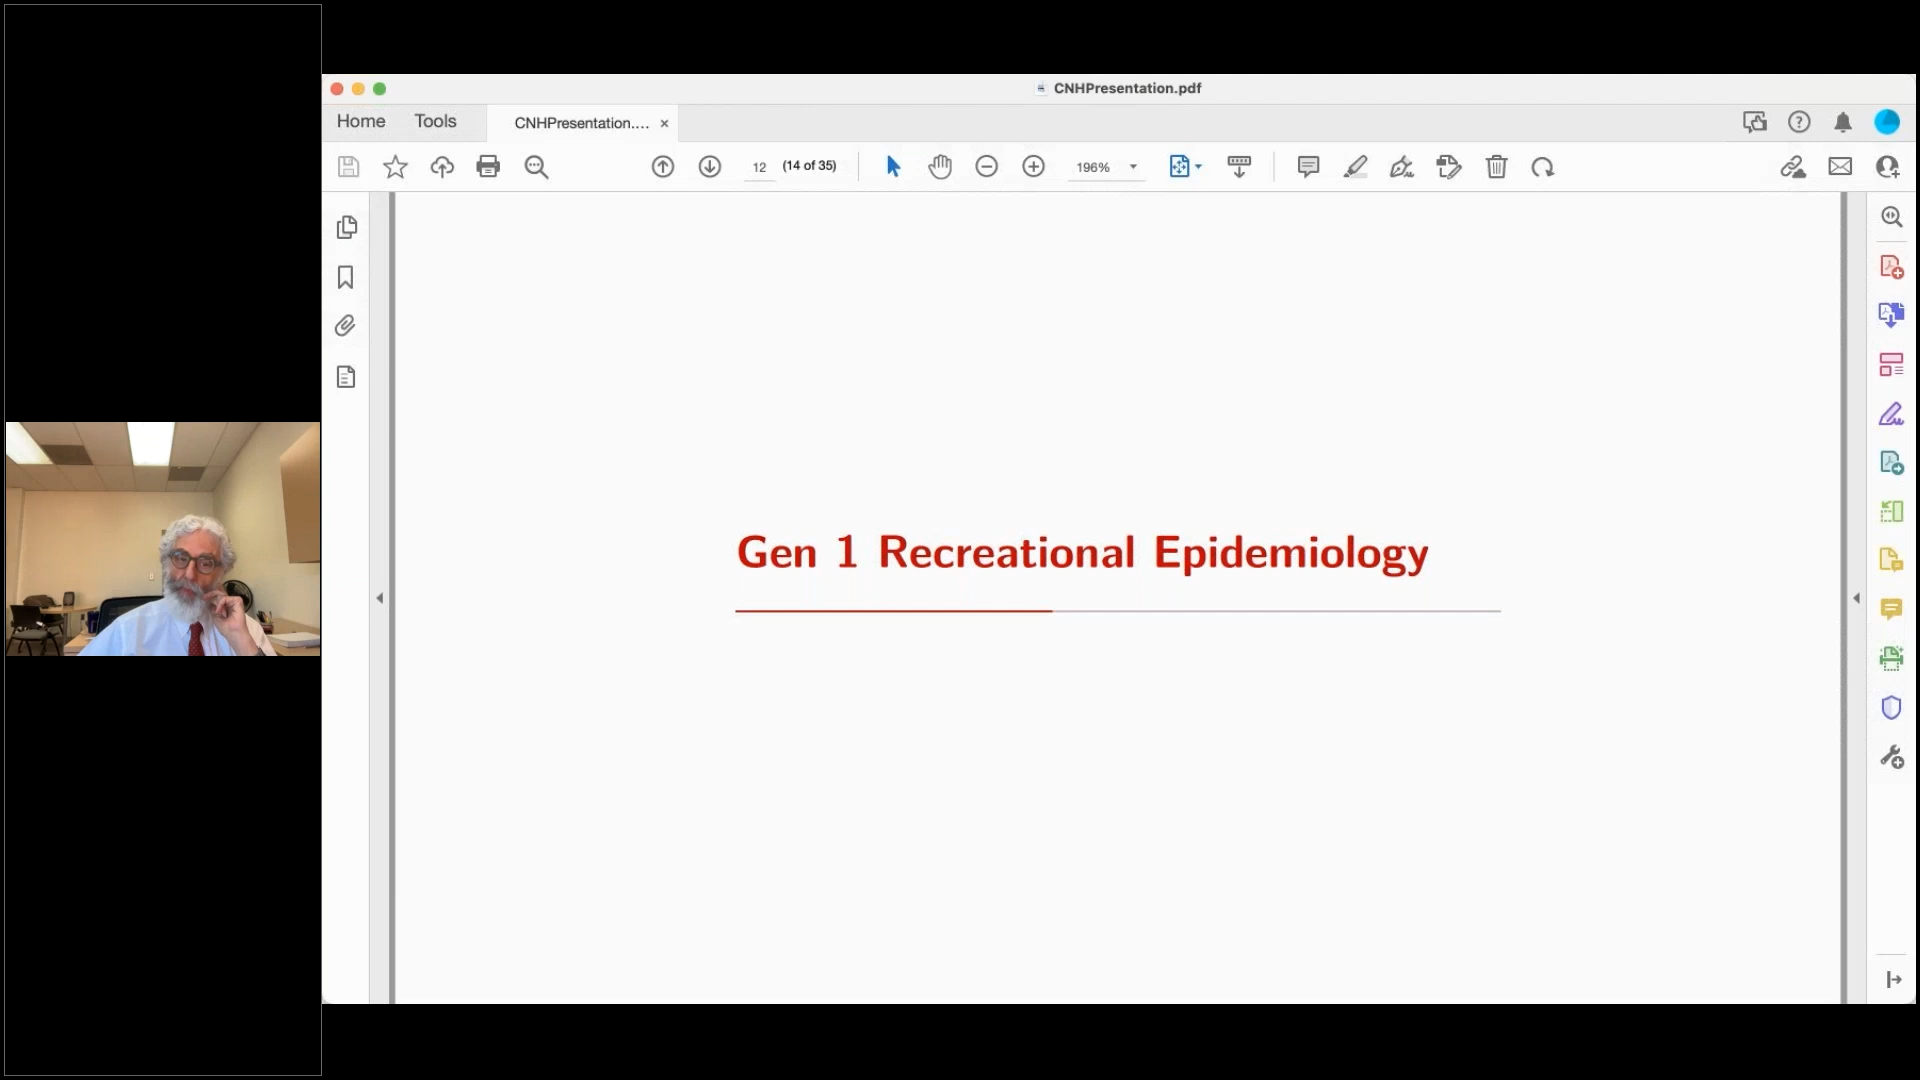 CNHPresentation.pdf
Home Tools CNHPresentation.... ×
12 (14 of 35) 196%
Gen 1 Recreational Epidemiology